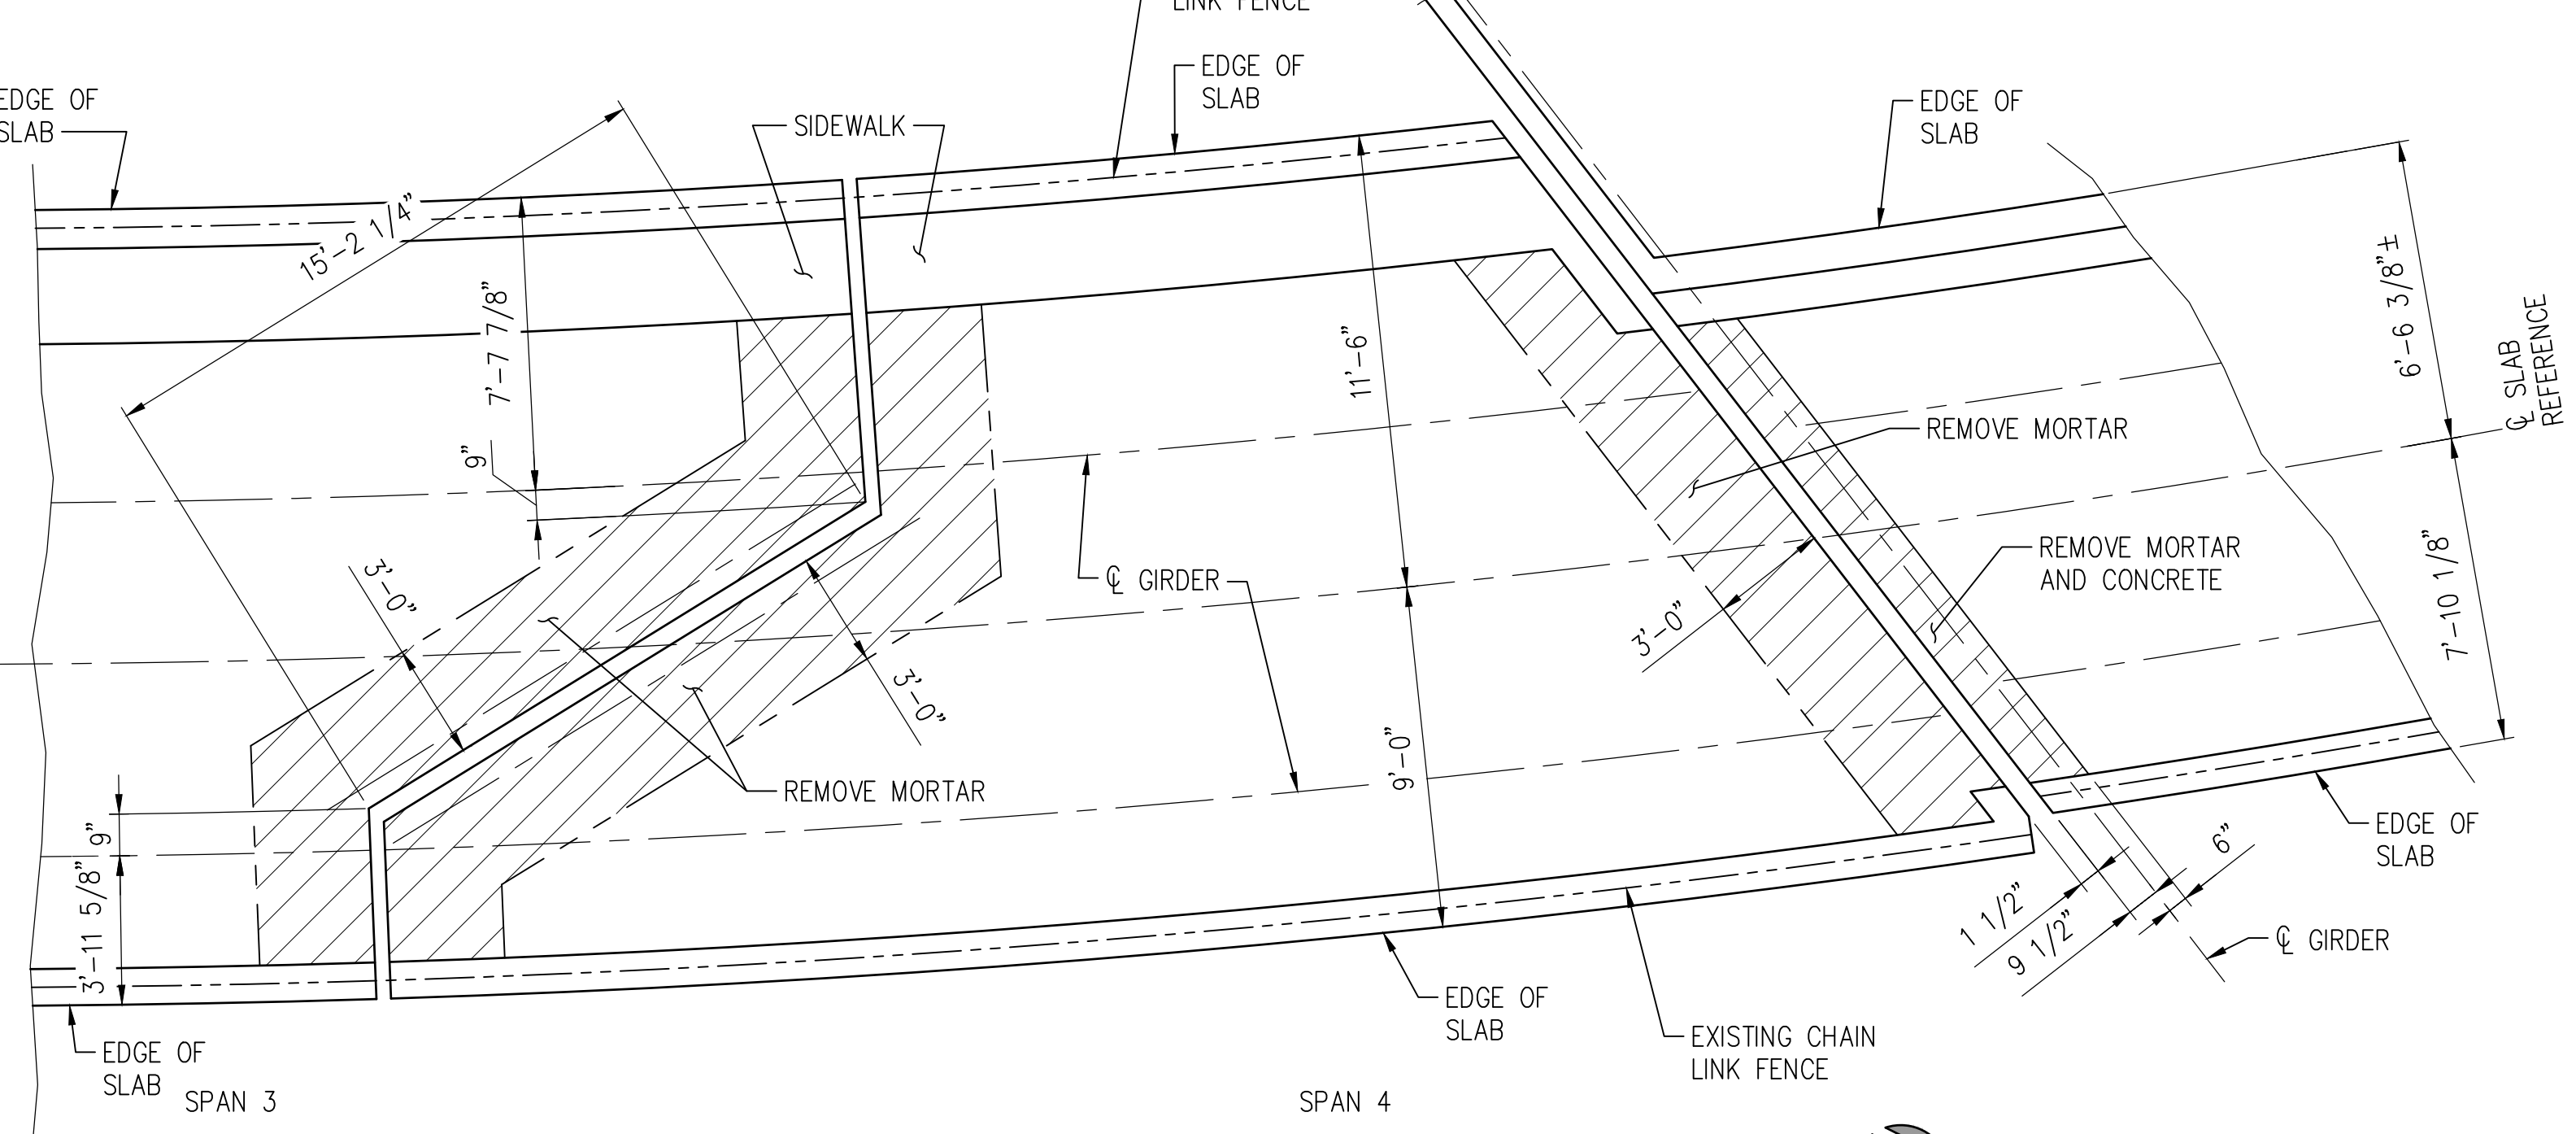 LINK FENCE
EDGE OF
SLAB
EDGE OF
SLAB
SIDEWALK
EDGE OF
SLAB
15'-2 1/4"
7'-7 7/8"
9"
11'-6"
6'-6 3/8"±
℄ SLAB
REFERENCE
REMOVE MORTAR
REMOVE MORTAR
AND CONCRETE
7'-10 1/8"
3'-0"
℄ GIRDER
3'-0"
3'-0"
9'-0"
REMOVE MORTAR
9"
3'-11 5/8"
EDGE OF
SLAB
6"
1 1/2"
9 1/2"
℄ GIRDER
EDGE OF
SLAB
EXISTING CHAIN
LINK FENCE
EDGE OF
SLAB
SPAN 3
SPAN 4